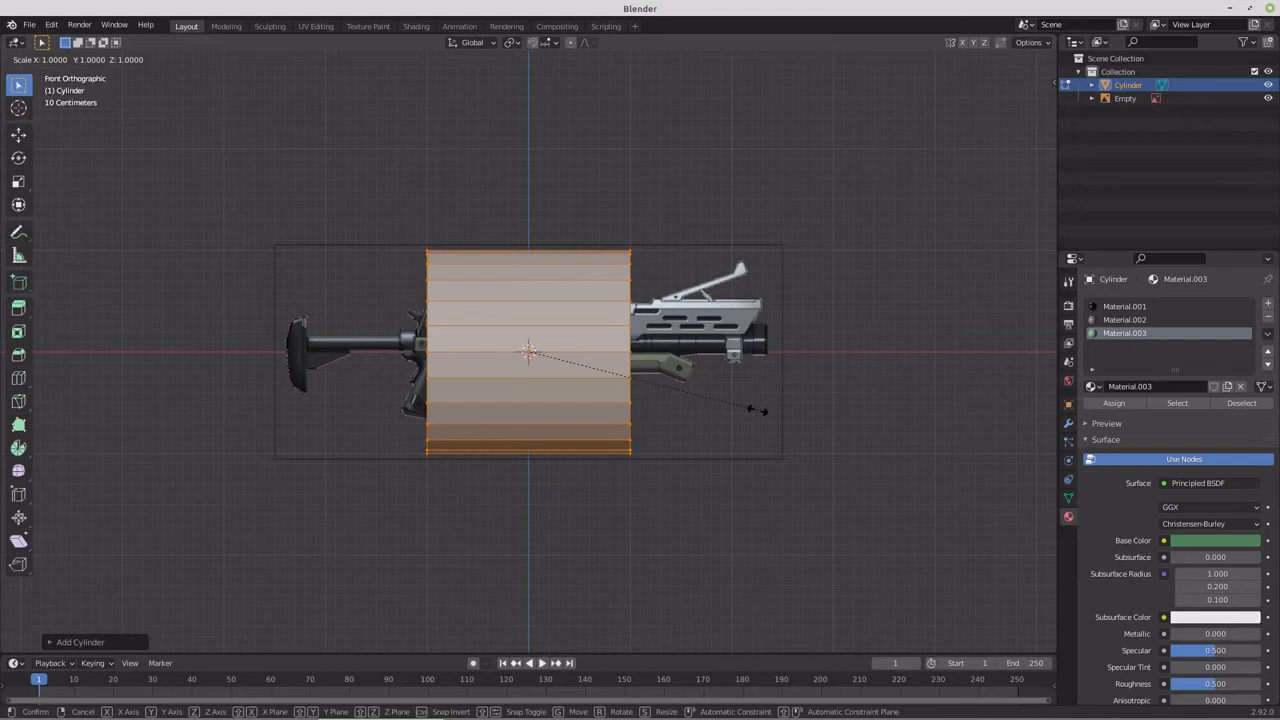 Blender
File Edit Render Window Help Layout Modeling Sculpting UV Editing Texture Paint Shading Animation Rendering Compositing Scripting + Scene View Layer
Global X Y Z Options
Scale X: 1.0000 Y: 1.0000 Z: 1.0000
Front Orthographic
(1) Cylinder
10 Centimeters
Add Cylinder
Scene Collection
Collection
Cylinder
Empty
Cylinder Material.003
Material.001
Material.002
Material.003
Material.003
Assign Select Deselect
Preview
Surface
Use Nodes
Surface Principled BSDF
GGX
Christensen-Burley
Base Color
Subsurface 0.000
Subsurface Radius 1.000
0.200
0.100
Subsurface Color
Metallic 0.000
Specular 0.500
Specular Tint 0.000
Roughness 0.500
Anisotropic 0.000
Playback Keying View Marker 1 Start 1 End 250
1 10 20 30 40 50 60 70 80 90 100 110 120 130 140 150 160 170 180 190 200 210 220 230 240 250
Confirm Cancel X X Axis Y Y Axis Z Z Axis X X Plane Y Y Plane Z Z Plane Snap Invert Snap Toggle G Move R Rotate S Resize Automatic Constraint Automatic Constraint Plane 2.92.0